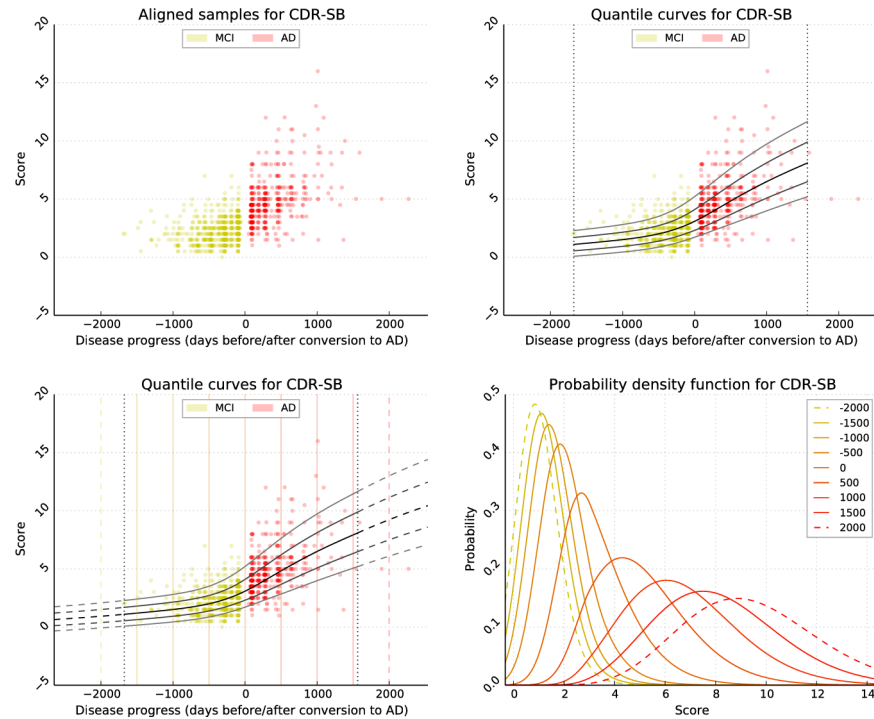 Aligned samples for CDR-SB
MCI AD
20
15
10
5
0
−5
Score
−2000 −1000 0 1000 2000
Disease progress (days before/after conversion to AD)
Quantile curves for CDR-SB
MCI AD
20
15
10
5
0
−5
Score
−2000 −1000 0 1000 2000
Disease progress (days before/after conversion to AD)
Quantile curves for CDR-SB
MCI AD
20
15
10
5
0
−5
Score
−2000 −1000 0 1000 2000
Disease progress (days before/after conversion to AD)
Probability density function for CDR-SB
0.5
0.4
0.3
0.2
0.1
0.0
Probability
-2000
-1500
-1000
-500
0
500
1000
1500
2000
0 2 4 6 8 10 12 14
Score